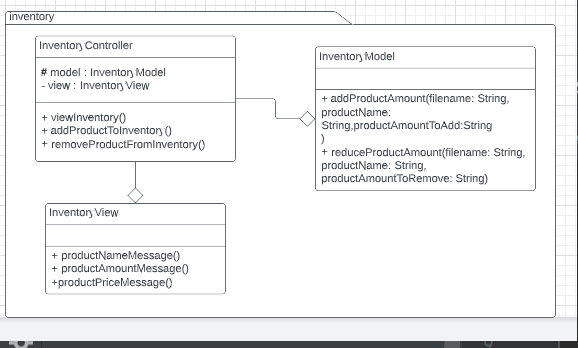 inventory
InventoryController
# model : InventoryModel
- view : InventoryView
+ viewInventory()
+ addProductToInventory()
+ removeProductFromInventory()
InventoryModel
+ addProductAmount(filename: String,
productName:
String,productAmountToAdd:String
)
+ reduceProductAmount(filename: String,
productName: String,
productAmountToRemove: String)
InventoryView
+ productNameMessage()
+ productAmountMessage()
+productPriceMessage()